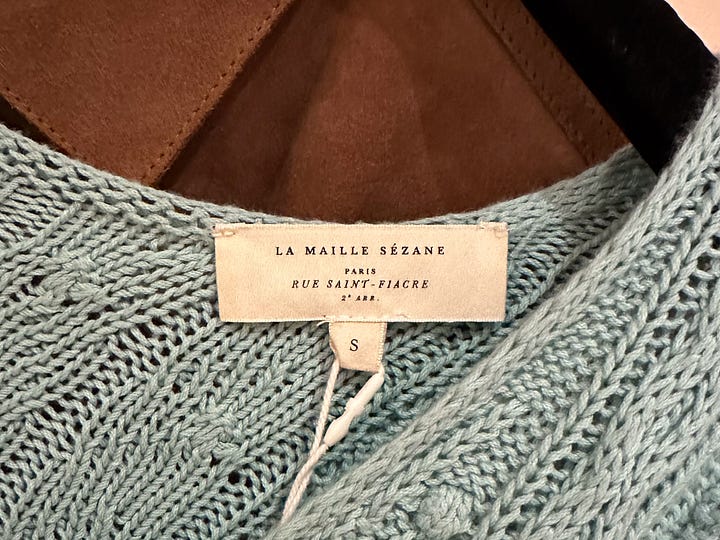 LA MAILLE SÉZANE
PARIS
RUE SAINT-FIACRE
2ᵉ ARR.
S